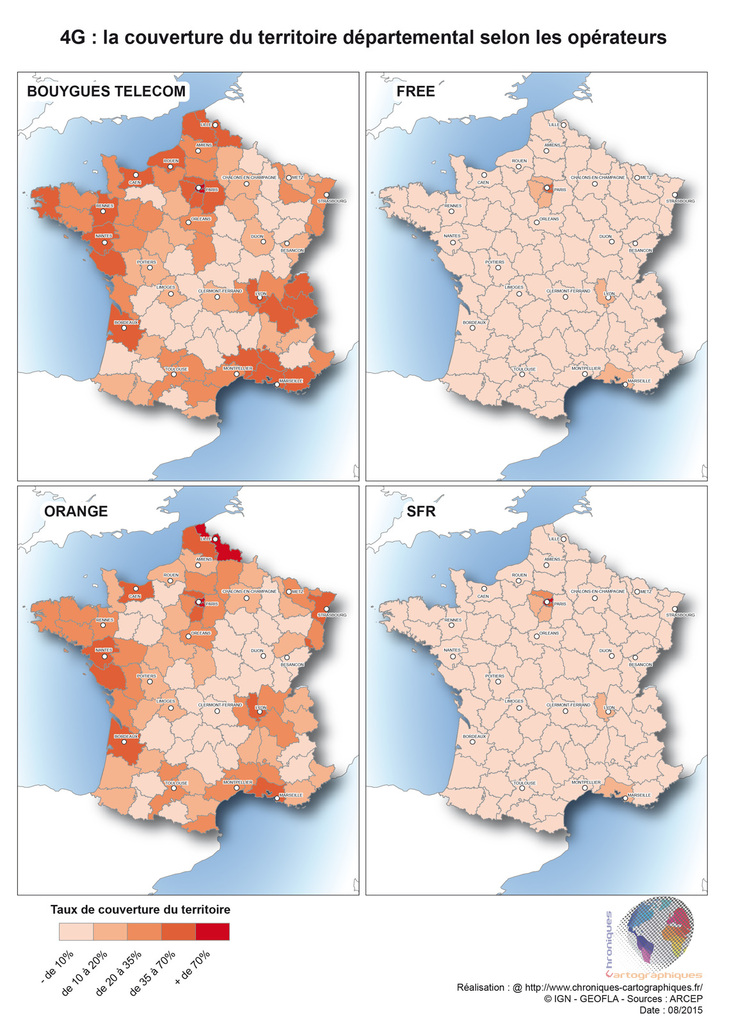 4G : la couverture du territoire départemental selon les opérateurs
BOUYGUES TELECOM
LILLE
AMIENS
ROUEN
CAEN
CHALONS-EN-CHAMPAGNE
METZ
PARIS
STRASBOURG
RENNES
ORLEANS
NANTES
DIJON
BESANCON
POITIERS
LIMOGES
CLERMONT-FERRAND
LYON
BORDEAUX
TOULOUSE
MONTPELLIER
MARSEILLE
FREE
LILLE
AMIENS
ROUEN
CAEN
CHALONS-EN-CHAMPAGNE
METZ
PARIS
STRASBOURG
RENNES
ORLEANS
NANTES
DIJON
BESANCON
POITIERS
LIMOGES
CLERMONT-FERRAND
LYON
BORDEAUX
TOULOUSE
MONTPELLIER
MARSEILLE
ORANGE
LILLE
AMIENS
ROUEN
CAEN
CHALONS-EN-CHAMPAGNE
METZ
PARIS
STRASBOURG
RENNES
ORLEANS
NANTES
DIJON
BESANCON
POITIERS
LIMOGES
CLERMONT-FERRAND
LYON
BORDEAUX
TOULOUSE
MONTPELLIER
MARSEILLE
SFR
LILLE
AMIENS
ROUEN
CAEN
CHALONS-EN-CHAMPAGNE
METZ
PARIS
STRASBOURG
RENNES
ORLEANS
NANTES
DIJON
BESANCON
POITIERS
LIMOGES
CLERMONT-FERRAND
LYON
BORDEAUX
TOULOUSE
MONTPELLIER
MARSEILLE
Taux de couverture du territoire
- de 10%
de 10 à 20%
de 20 à 35%
de 35 à 70%
+ de 70%
Chroniques
Cartographiques
Réalisation : @ http://www.chroniques-cartographiques.fr/
© IGN - GEOFLA - Sources : ARCEP
Date : 08/2015